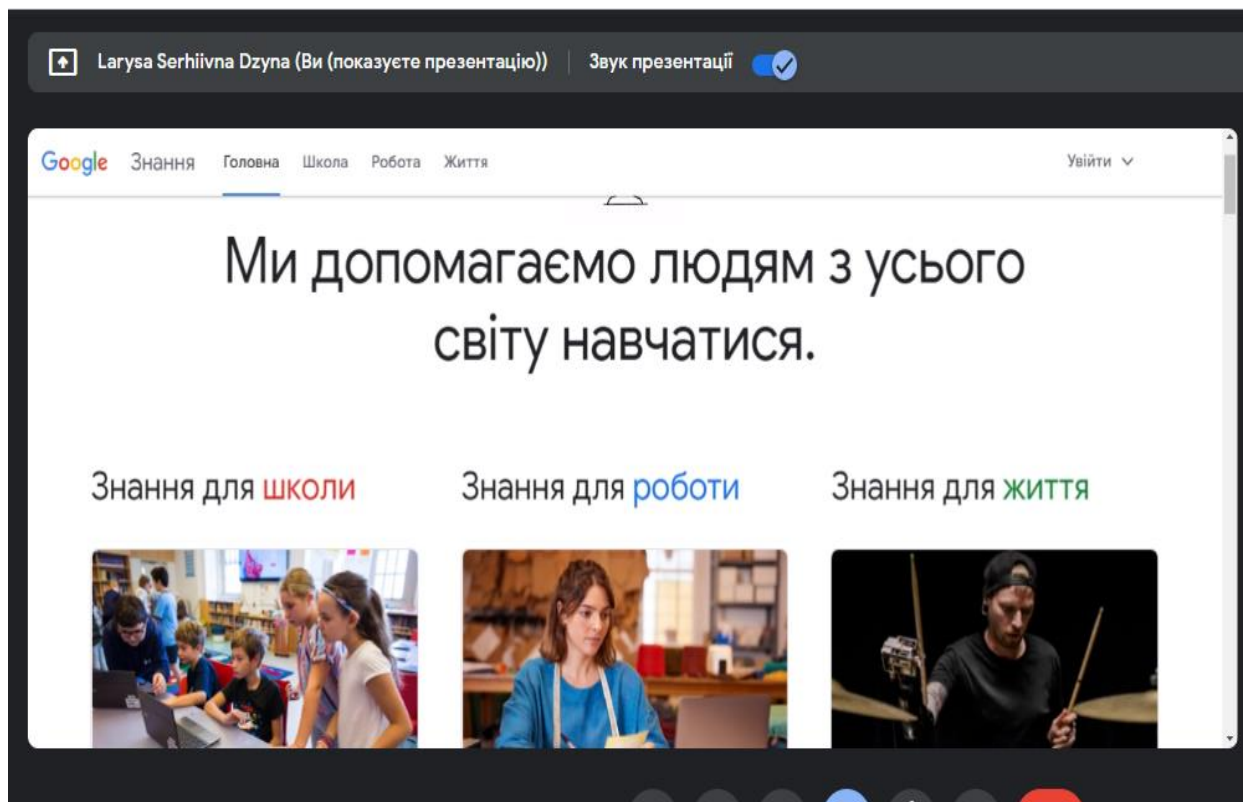 Larysa Serhiivna Dzyna (Ви (показуєте презентацію)) Звук презентації
Google Знання Головна Школа Робота Життя Увійти
Ми допомагаємо людям з усього
світу навчатися.
Знання для школи Знання для роботи Знання для життя